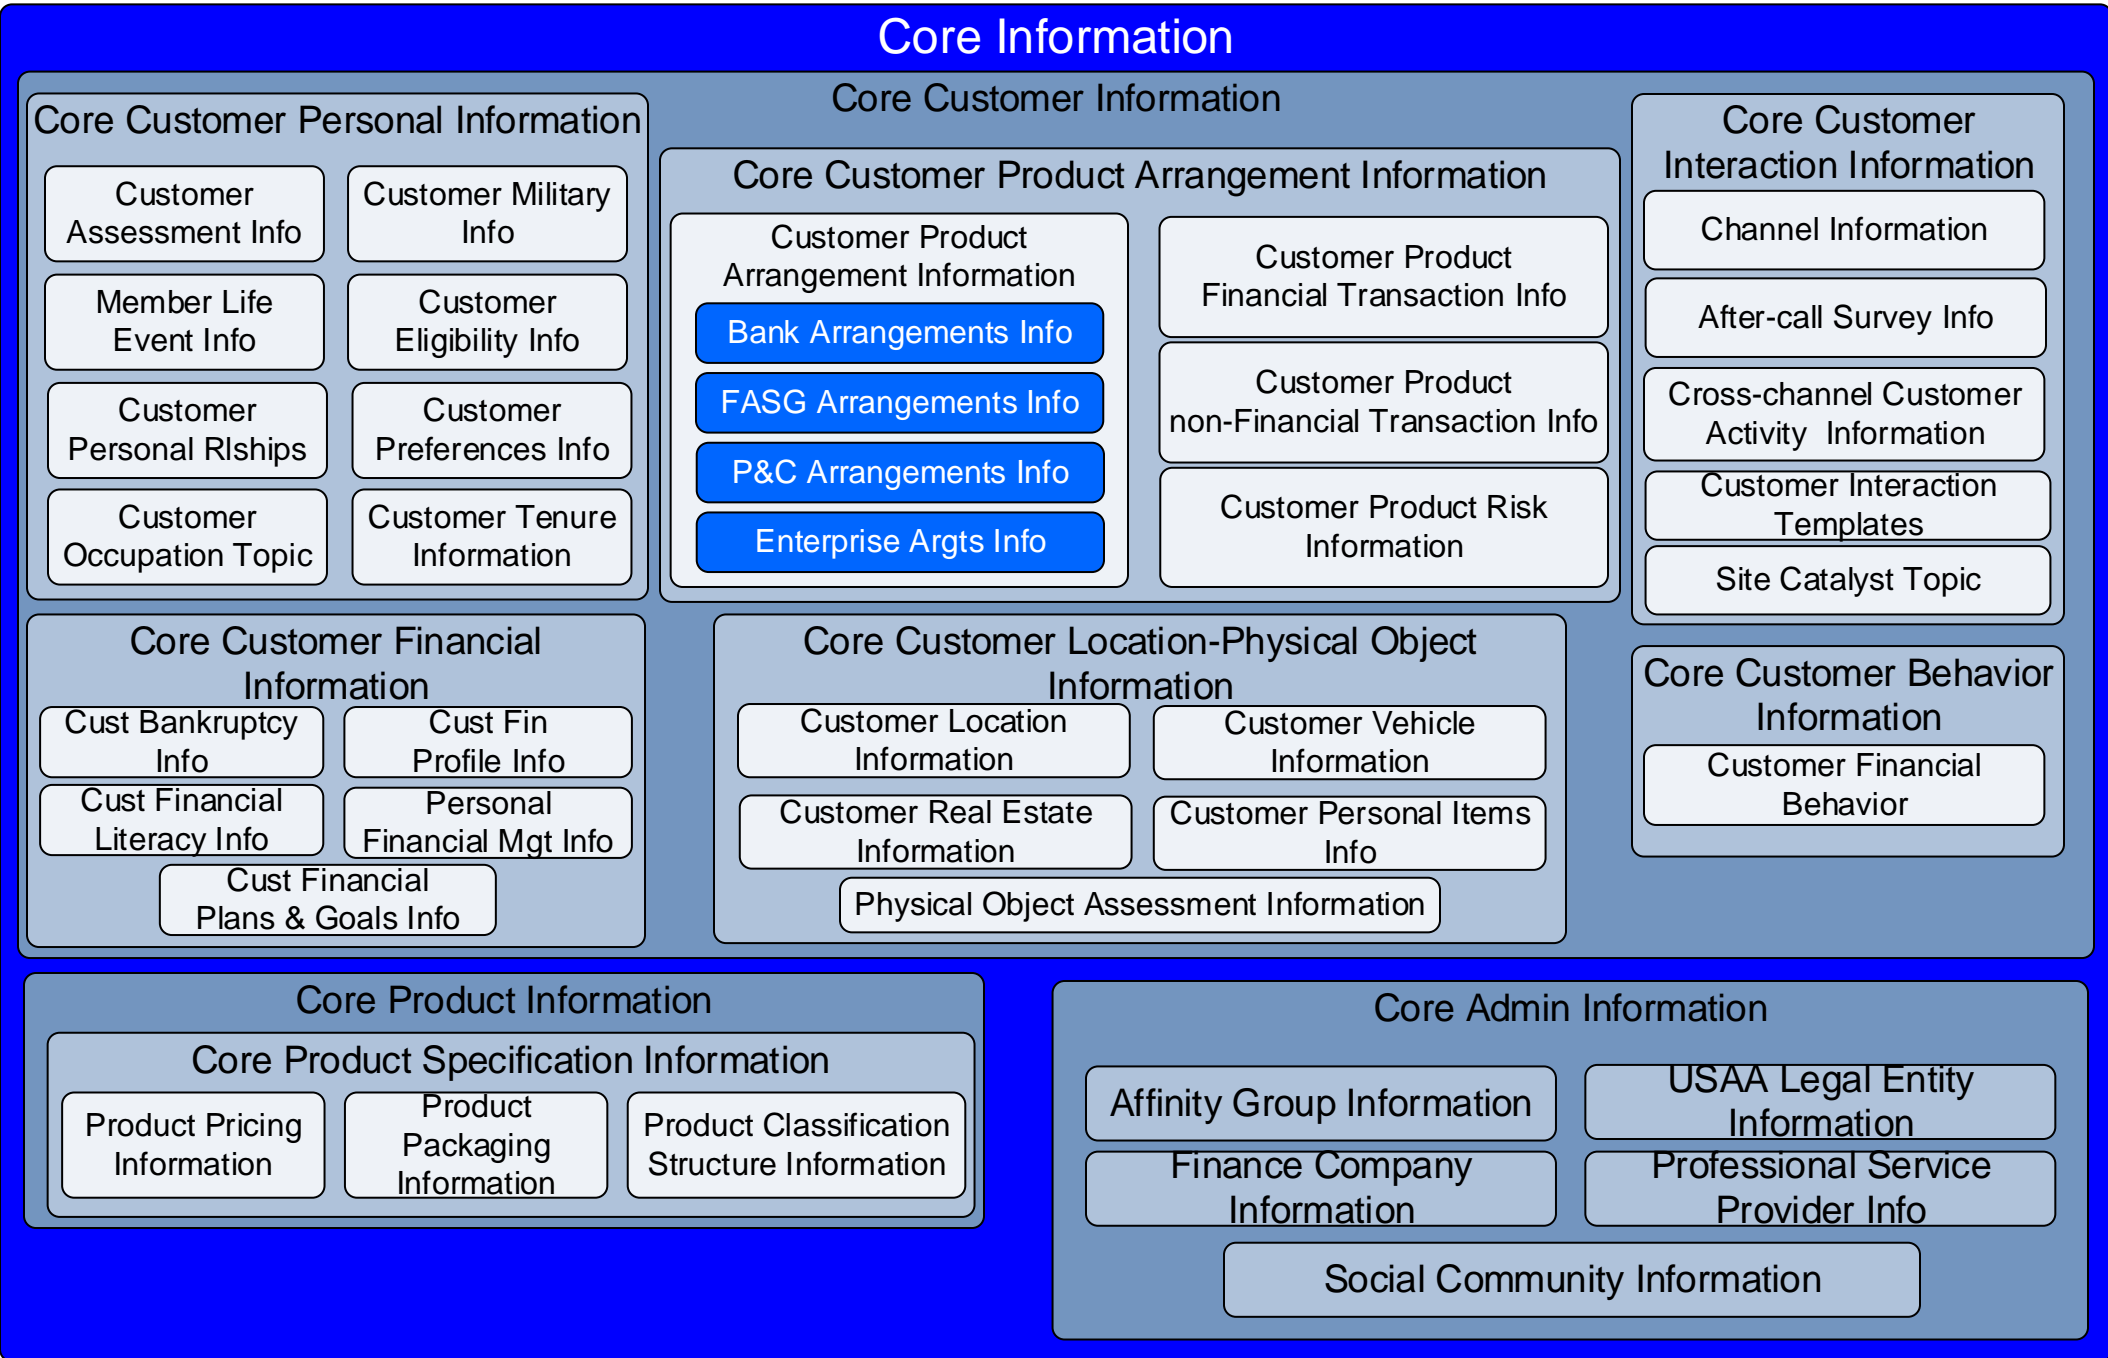 Core Information
Core Customer Information
Core Customer Personal Information
Customer
Assessment Info
Customer Military
Info
Member Life
Event Info
Customer
Eligibility Info
Customer
Personal Rlships
Customer
Preferences Info
Customer
Occupation Topic
Customer Tenure
Information
Core Customer Product Arrangement Information
Customer Product
Arrangement Information
Bank Arrangements Info
FASG Arrangements Info
P&C Arrangements Info
Enterprise Argts Info
Customer Product
Financial Transaction Info
Customer Product
non-Financial Transaction Info
Customer Product Risk
Information
Core Customer
Interaction Information
Channel Information
After-call Survey Info
Cross-channel Customer
Activity  Information
Customer Interaction
Templates
Site Catalyst Topic
Core Customer Financial
Information
Cust Bankruptcy
Info
Cust Fin
Profile Info
Cust Financial
Literacy Info
Personal
Financial Mgt Info
Cust Financial
Plans & Goals Info
Core Customer Location-Physical Object
Information
Customer Location
Information
Customer Vehicle
Information
Customer Real Estate
Information
Customer Personal Items
Info
Physical Object Assessment Information
Core Customer Behavior
Information
Customer Financial
Behavior
Core Product Information
Core Product Specification Information
Product Pricing
Information
Product
Packaging
Information
Product Classification
Structure Information
Core Admin Information
Affinity Group Information
USAA Legal Entity
Information
Finance Company
Information
Professional Service
Provider Info
Social Community Information